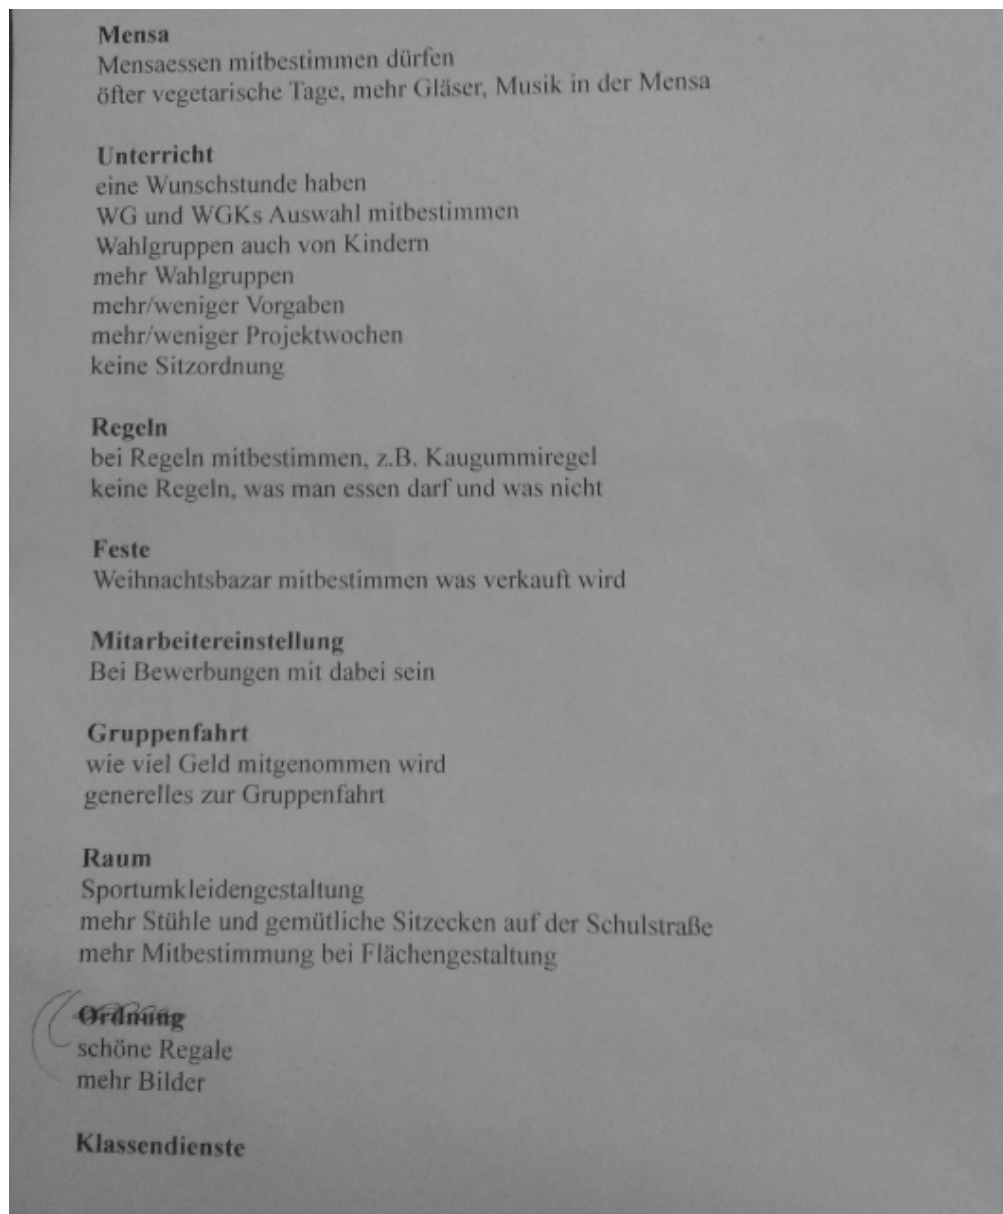 Mensa
Mensaessen mitbestimmen dürfen
öfter vegetarische Tage, mehr Gläser, Musik in der Mensa
Unterricht
eine Wunschstunde haben
WG und WGKs Auswahl mitbestimmen
Wahlgruppen auch von Kindern
mehr Wahlgruppen
mehr/weniger Vorgaben
mehr/weniger Projektwochen
keine Sitzordnung
Regeln
bei Regeln mitbestimmen, z.B. Kaugummiregel
keine Regeln, was man essen darf und was nicht
Feste
Weihnachtsbazar mitbestimmen was verkauft wird
Mitarbeitereinstellung
Bei Bewerbungen mit dabei sein
Gruppenfahrt
wie viel Geld mitgenommen wird
generelles zur Gruppenfahrt
Raum
Sportumkleidengestaltung
mehr Stühle und gemütliche Sitzecken auf der Schulstraße
mehr Mitbestimmung bei Flächengestaltung
Ordnung
schöne Regale
mehr Bilder
Klassendienste